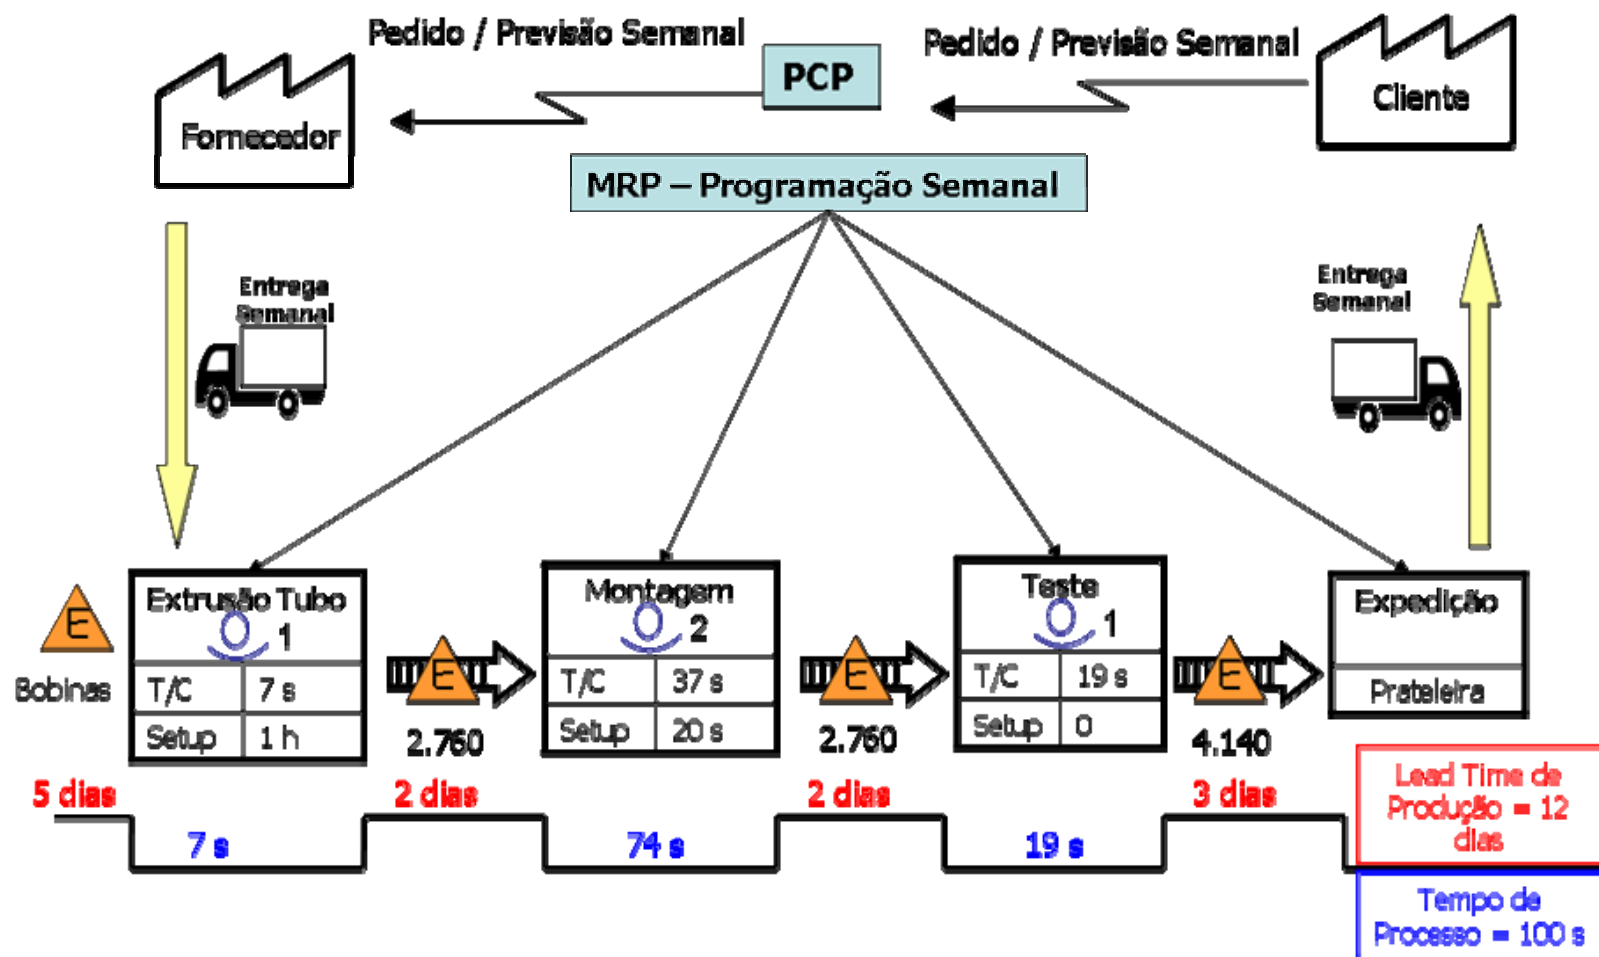 Pedido / Previsão Semanal
Pedido / Previsão Semanal
PCP
Cliente
Fornecedor
MRP – Programação Semanal
Entrega
Semanal
Entrega
Semanal
E
Bobinas
Extrusão Tubo
1
T/C 7 s
Setup 1 h
E
2.760
Montagem
2
T/C 37 s
Setup 20 s
E
2.760
Teste
1
T/C 19 s
Setup 0
E
4.140
Expedição
Prateleira
5 dias
2 dias
2 dias
3 dias
7 s
74 s
19 s
Lead Time de
Produção = 12
dias
Tempo de
Processo = 100 s